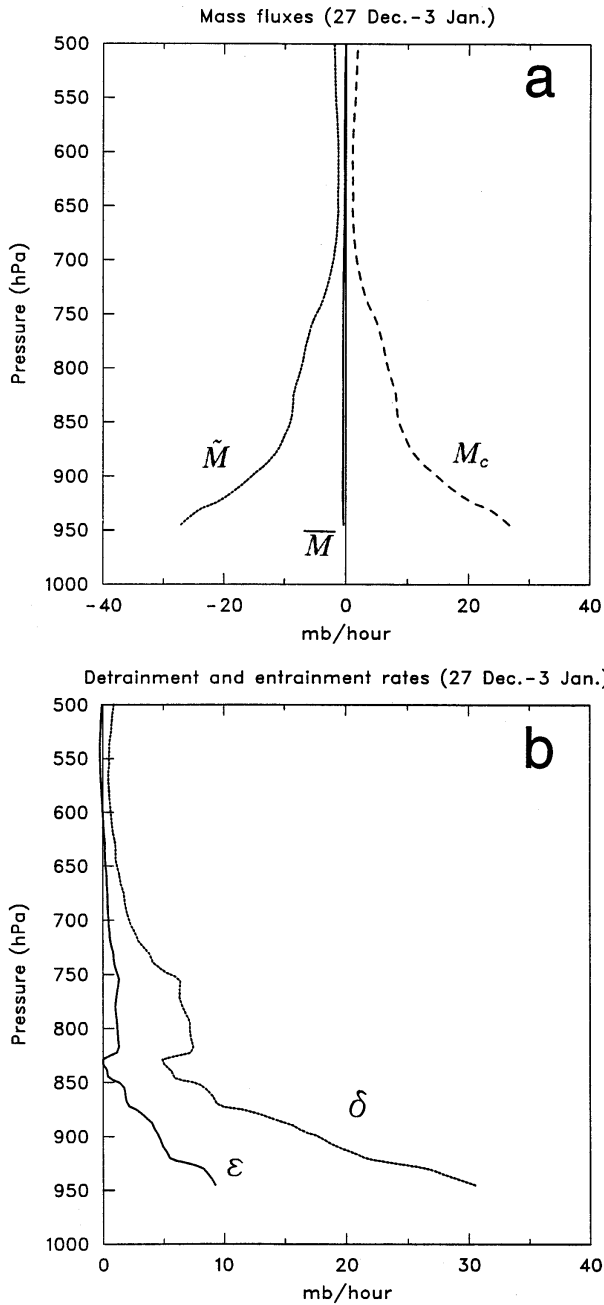 Mass fluxes (27 Dec.-3 Jan.)
500
550
600
650
700
750
800
850
900
950
1000
Pressure (hPa)
a
M̃
M̅
M_c
-40
-20
0
20
40
mb/hour
Detrainment and entrainment rates (27 Dec.-3 Jan.)
500
550
600
650
700
750
800
850
900
950
1000
Pressure (hPa)
b
δ
ε
0
10
20
30
40
mb/hour